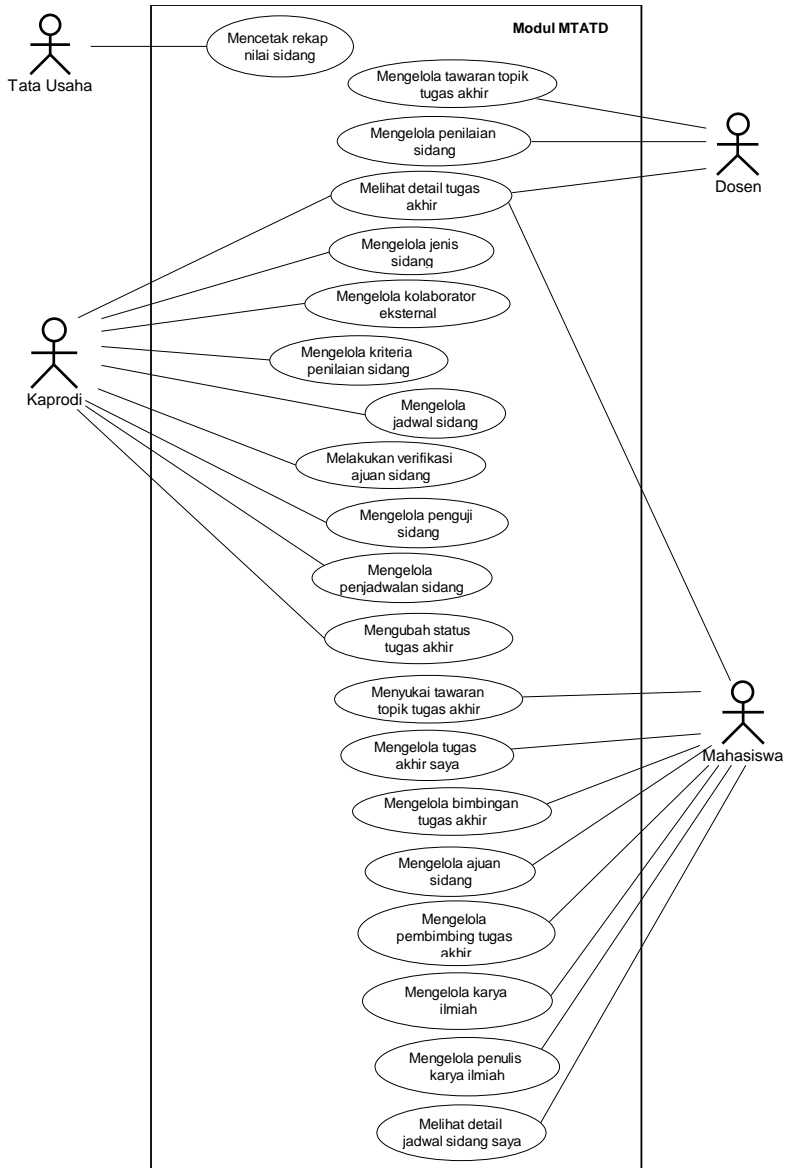 Modul MTATD
Mencetak rekap
nilai sidang
Tata Usaha
Mengelola tawaran topik
tugas akhir
Mengelola penilaian
sidang
Dosen
Melihat detail tugas
akhir
Mengelola jenis
sidang
Mengelola kolaborator
eksternal
Mengelola kriteria
penilaian sidang
Kaprodi
Mengelola
jadwal sidang
Melakukan verifikasi
ajuan sidang
Mengelola penguji
sidang
Mengelola
penjadwalan sidang
Mengubah status
tugas akhir
Menyukai tawaran
topik tugas akhir
Mengelola tugas
akhir saya
Mahasiswa
Mengelola bimbingan
tugas akhir
Mengelola ajuan
sidang
Mengelola
pembimbing tugas
akhir
Mengelola karya
ilmiah
Mengelola penulis
karya ilmiah
Melihat detail
jadwal sidang saya